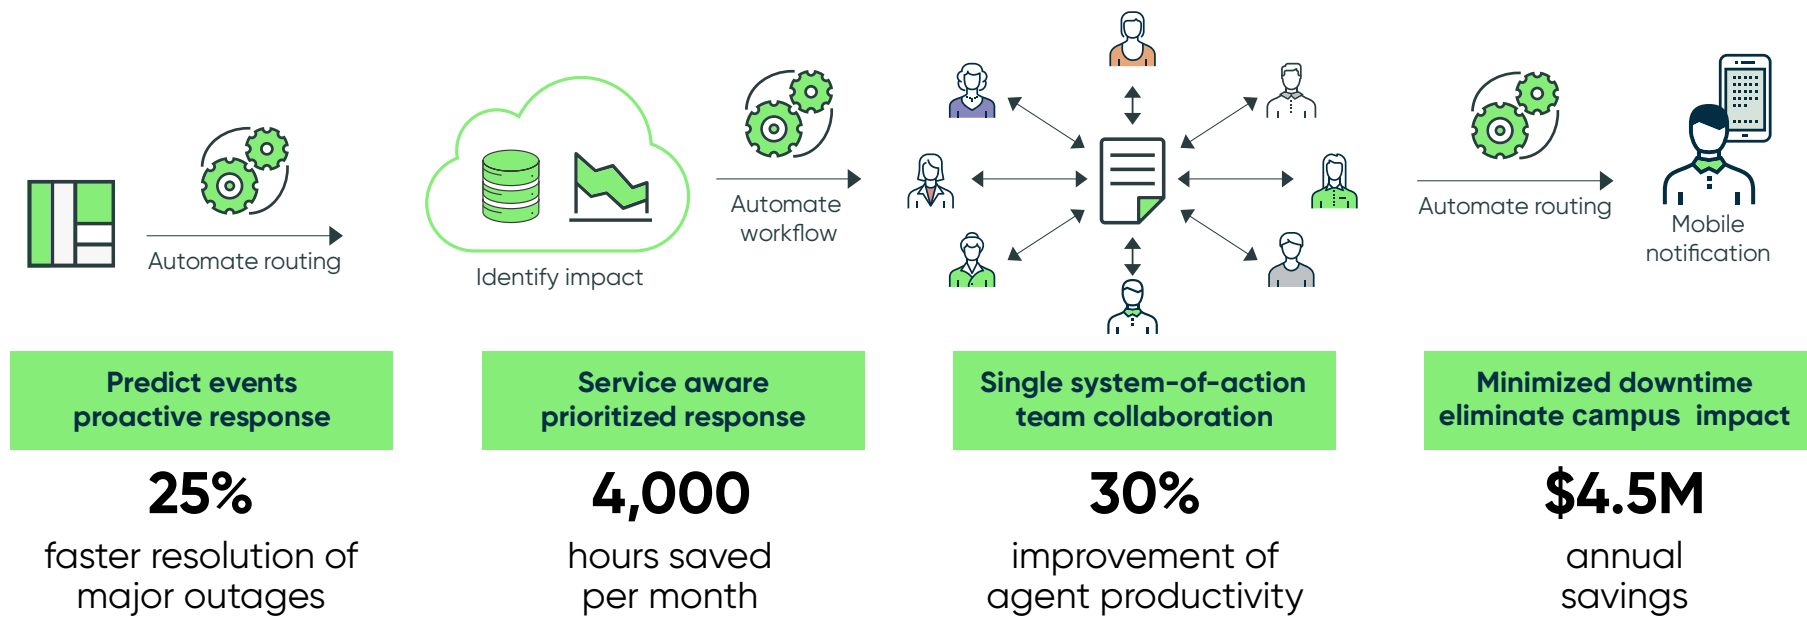 Automate routing
Identify impact
Automate
workflow
Automate routing
Mobile
notification
Predict events
proactive response
25%
faster resolution of
major outages
Service aware
prioritized response
4,000
hours saved
per month
Single system-of-action
team collaboration
30%
improvement of
agent productivity
Minimized downtime
eliminate campus impact
$4.5M
annual
savings